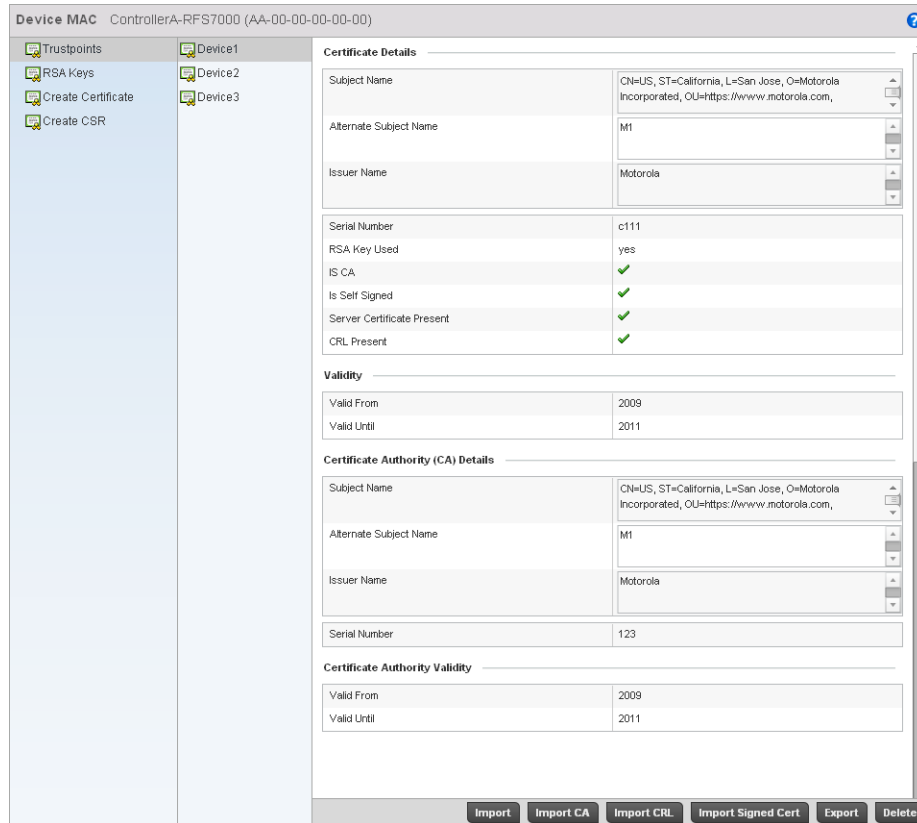 Device MAC ControllerA-RFS7000 (AA-00-00-00-00-00)
?
Trustpoints
RSA Keys
Create Certificate
Create CSR
Device1
Device2
Device3
Certificate Details
Subject Name
CN=US, ST=California, L=San Jose, O=Motorola
Incorporated, OU=https://www.motorola.com,
Alternate Subject Name
M1
Issuer Name
Motorola
Serial Number c111
RSA Key Used yes
IS CA
Is Self Signed
Server Certificate Present
CRL Present
Validity
Valid From 2009
Valid Until 2011
Certificate Authority (CA) Details
Subject Name
CN=US, ST=California, L=San Jose, O=Motorola
Incorporated, OU=https://www.motorola.com,
Alternate Subject Name
M1
Issuer Name
Motorola
Serial Number 123
Certificate Authority Validity
Valid From 2009
Valid Until 2011
Import Import CA Import CRL Import Signed Cert Export Delete